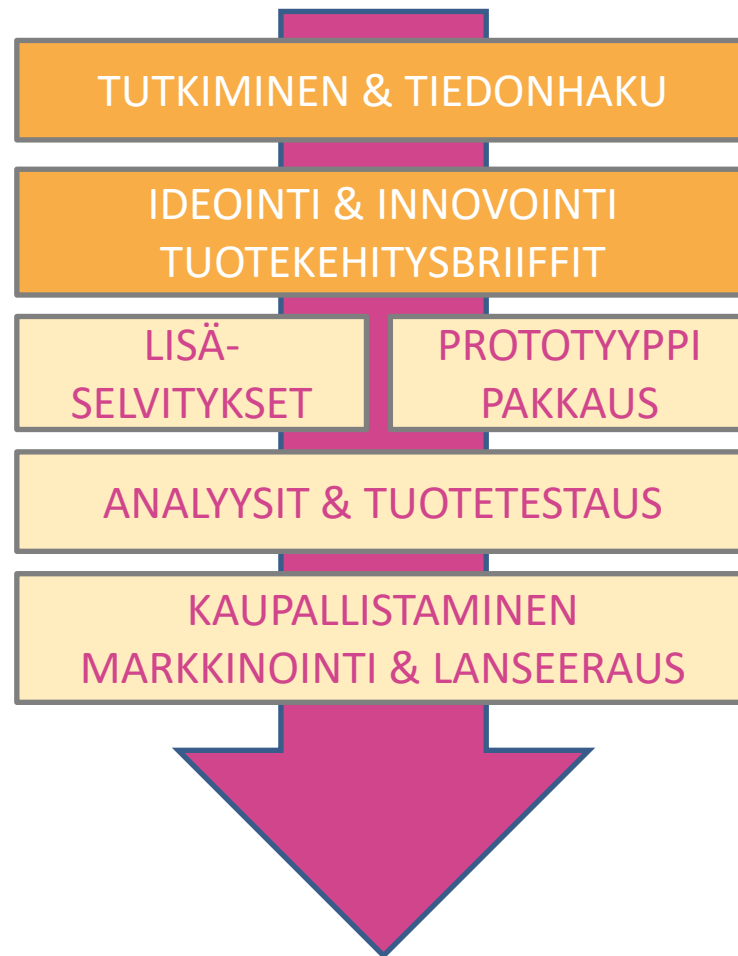 TUTKIMINEN & TIEDONHAKU
IDEOINTI & INNOVOINTI
TUOTEKEHITYSBRIIFFIT
LISÄ-
SELVITYKSET
PROTOTYYPPI
PAKKAUS
ANALYYSIT & TUOTETESTAUS
KAUPALLISTAMINEN
MARKKINOINTI & LANSEERAUS